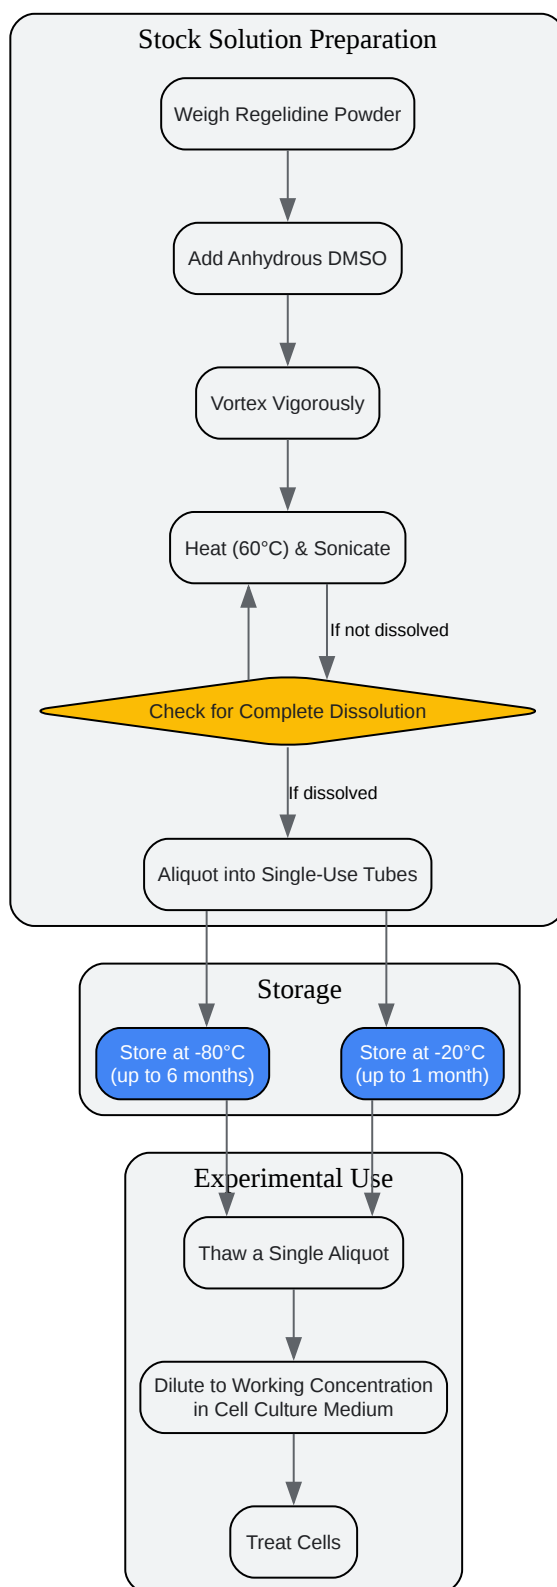 Stock Solution Preparation
Weigh Regelidine Powder
Add Anhydrous DMSO
Vortex Vigorously
Heat (60°C) & Sonicate
If not dissolved
Check for Complete Dissolution
If dissolved
Aliquot into Single-Use Tubes
Storage
Store at -80°C
(up to 6 months)
Store at -20°C
(up to 1 month)
Experimental Use
Thaw a Single Aliquot
Dilute to Working Concentration
in Cell Culture Medium
Treat Cells